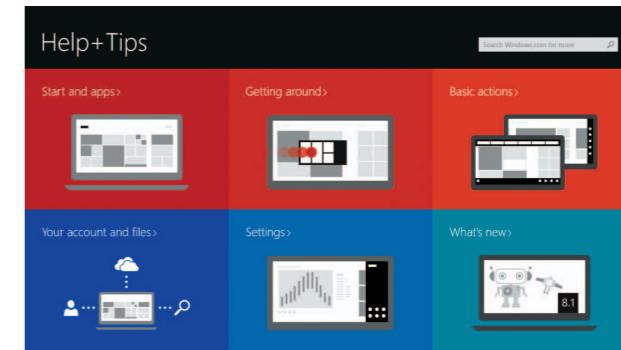 Help+Tips
Search Windows.com for more
Start and apps>
Getting around>
Basic actions>
Your account and files>
Settings>
What's new>
8.1